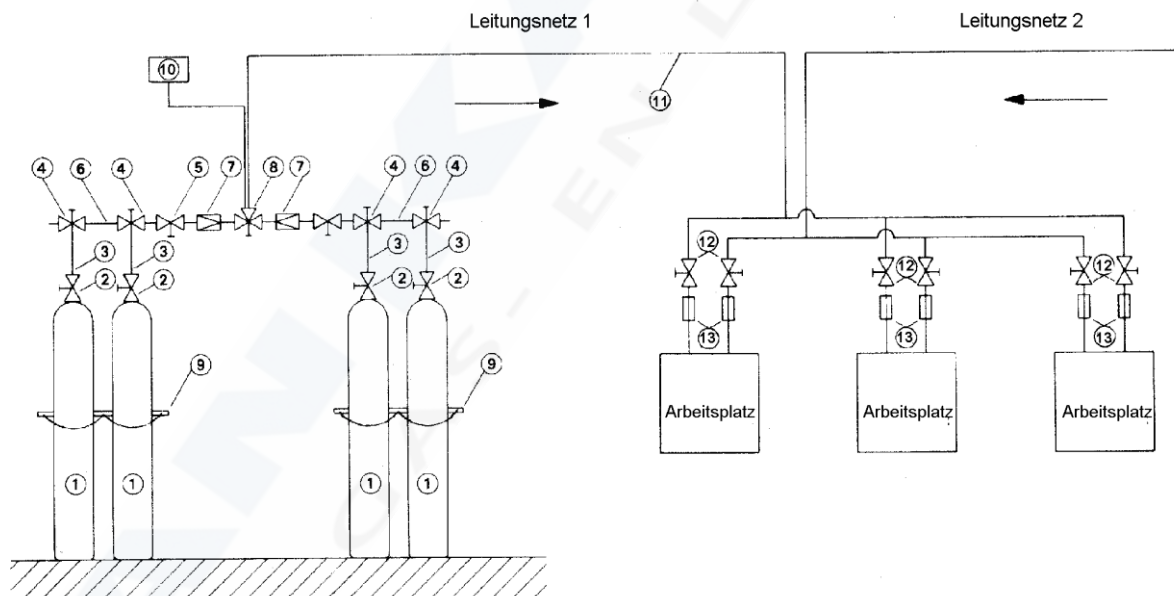 Leitungsnetz 1
Leitungsnetz 2
10
11
4 6 4 5 7 8 7 4 6 4
3 3 3 3
2 2 2 2
12 12 12
13 13 13
9 9
Arbeitsplatz Arbeitsplatz Arbeitsplatz
1 1 1 1